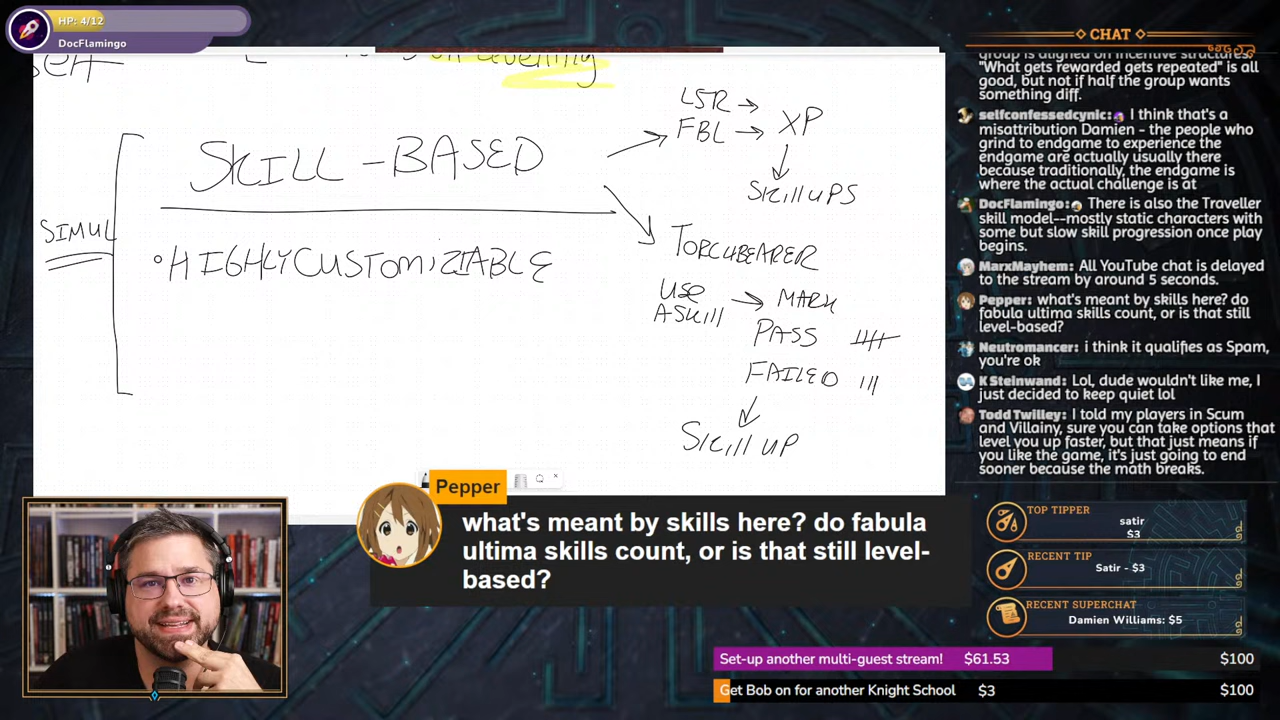 HP: 4/12
DocFlamingo
SKILL-BASED
SIMUL
• HIGHLY CUSTOMIZABLE
LSR →
FBL → XP
SKILL UPS
TORCHBEARER
USE
A SKILL → MARK
PASS
FAILED
SKILL UP
Pepper
what's meant by skills here? do fabula
ultima skills count, or is that still level-
based?
CHAT
group is aligned on incentive structures.
"What gets rewarded gets repeated" is all
good, but not if half the group wants
something diff.
selfconfessedcynic: I think that's a
misattribution Damien - the people who
grind to endgame to experience the
endgame are actually usually there
because traditionally, the endgame is
where the actual challenge is at
DocFlamingo: There is also the Traveller
skill model--mostly static characters with
some but slow skill progression once play
begins.
MarxMayhem: All YouTube chat is delayed
to the stream by around 5 seconds.
Pepper: what's meant by skills here? do
fabula ultima skills count, or is that still
level-based?
Neutromancer: i think it qualifies as Spam,
you're ok
K Steinwand: Lol, dude wouldn't like me, I
just decided to keep quiet lol
Todd Twilley: I told my players in Scum
and Villainy, sure you can take options that
level you up faster, but that just means if
you like the game, it's just going to end
sooner because the math breaks.
TOP TIPPER
satir
$3
RECENT TIP
Satir - $3
RECENT SUPERCHAT
Damien Williams: $5
Set-up another multi-guest stream! $61.53 $100
Get Bob on for another Knight School $3 $100